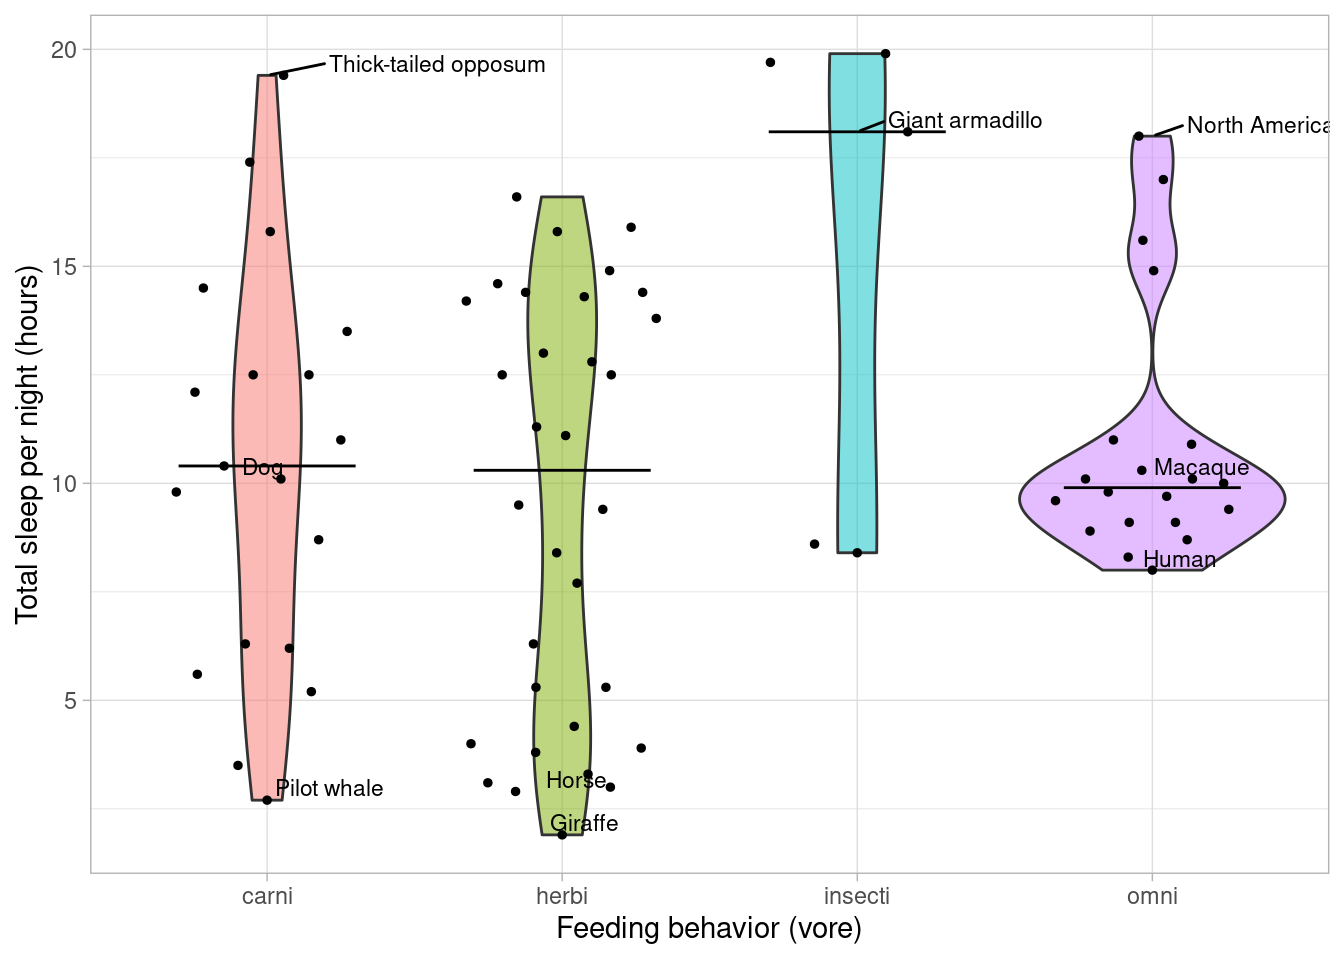 Total sleep per night (hours)
20
15
10
5
Thick-tailed opposum
Giant armadillo
North America
Dog
Macaque
Human
Pilot whale
Horse
Giraffe
carni
herbi
insecti
omni
Feeding behavior (vore)